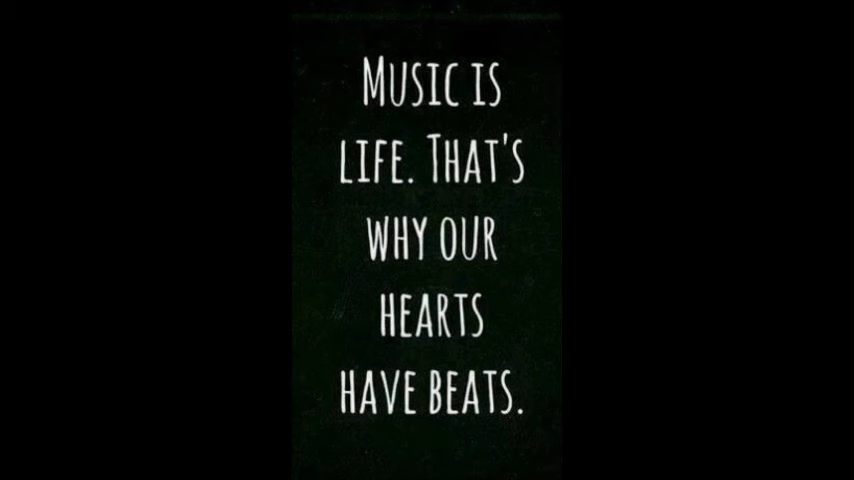 MUSIC IS
LIFE. THAT'S
WHY OUR
HEARTS
HAVE BEATS.